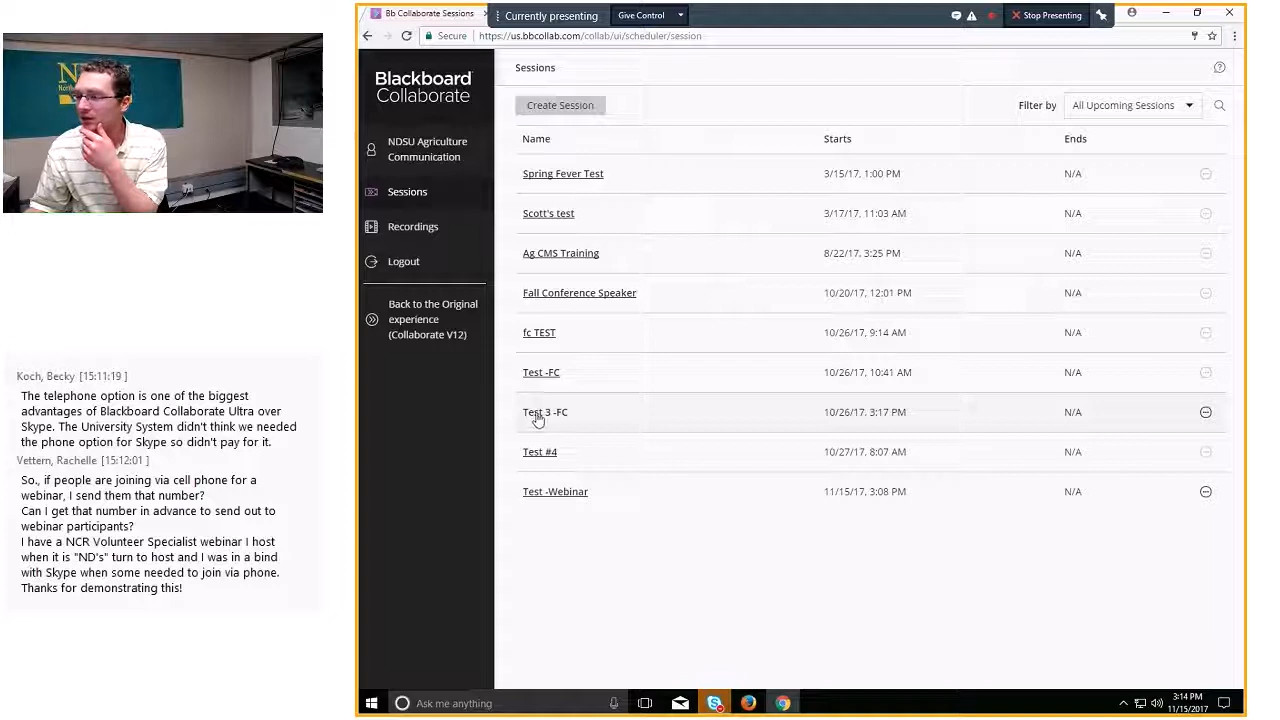 Bb Collaborate Sessions
Currently presenting
Give Control
Stop Presenting
Secure
https://us.bbcollab.com/collab/ui/scheduler/session
Blackboard
Collaborate
NDSU Agriculture
Communication
Sessions
Recordings
Logout
Back to the Original
experience
(Collaborate V12)
Sessions
Create Session
Filter by
All Upcoming Sessions
Name Starts Ends
Spring Fever Test 3/15/17, 1:00 PM N/A
Scott's test 3/17/17, 11:03 AM N/A
Ag CMS Training 8/22/17, 3:25 PM N/A
Fall Conference Speaker 10/20/17, 12:01 PM N/A
fc TEST 10/26/17, 9:14 AM N/A
Test -FC 10/26/17, 10:41 AM N/A
Test 3 -FC 10/26/17, 3:17 PM N/A
Test #4 10/27/17, 8:07 AM N/A
Test -Webinar 11/15/17, 3:08 PM N/A
Koch, Becky [15:11:19 ]
The telephone option is one of the biggest
advantages of Blackboard Collaborate Ultra over
Skype. The University System didn't think we needed
the phone option for Skype so didn't pay for it.
Vettern, Rachelle [15:12:01 ]
So., if people are joining via cell phone for a
webinar, I send them that number?
Can I get that number in advance to send out to
webinar participants?
I have a NCR Volunteer Specialist webinar I host
when it is "ND's" turn to host and I was in a bind
with Skype when some needed to join via phone.
Thanks for demonstrating this!
Ask me anything
3:14 PM
11/15/2017